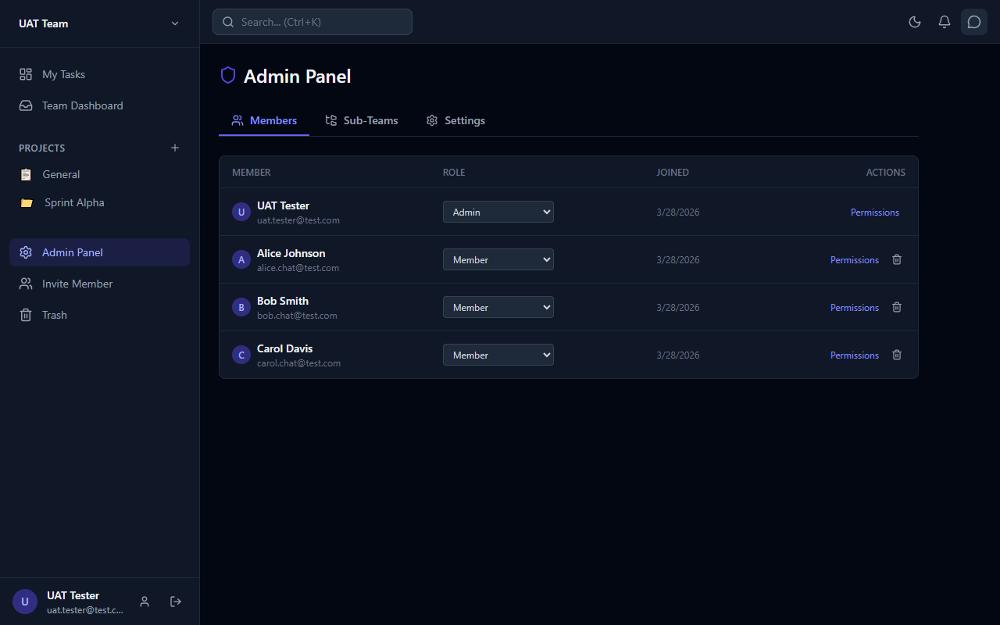 UAT Team
Search... (Ctrl+K)
My Tasks
Team Dashboard
PROJECTS
General
Sprint Alpha
Admin Panel
Invite Member
Trash
UAT Tester
uat.tester@test.c...
U
Admin Panel
Members
Sub-Teams
Settings
MEMBER ROLE JOINED ACTIONS
U UAT Tester Admin 3/28/2026 Permissions
uat.tester@test.com
A Alice Johnson Member 3/28/2026 Permissions
alice.chat@test.com
B Bob Smith Member 3/28/2026 Permissions
bob.chat@test.com
C Carol Davis Member 3/28/2026 Permissions
carol.chat@test.com